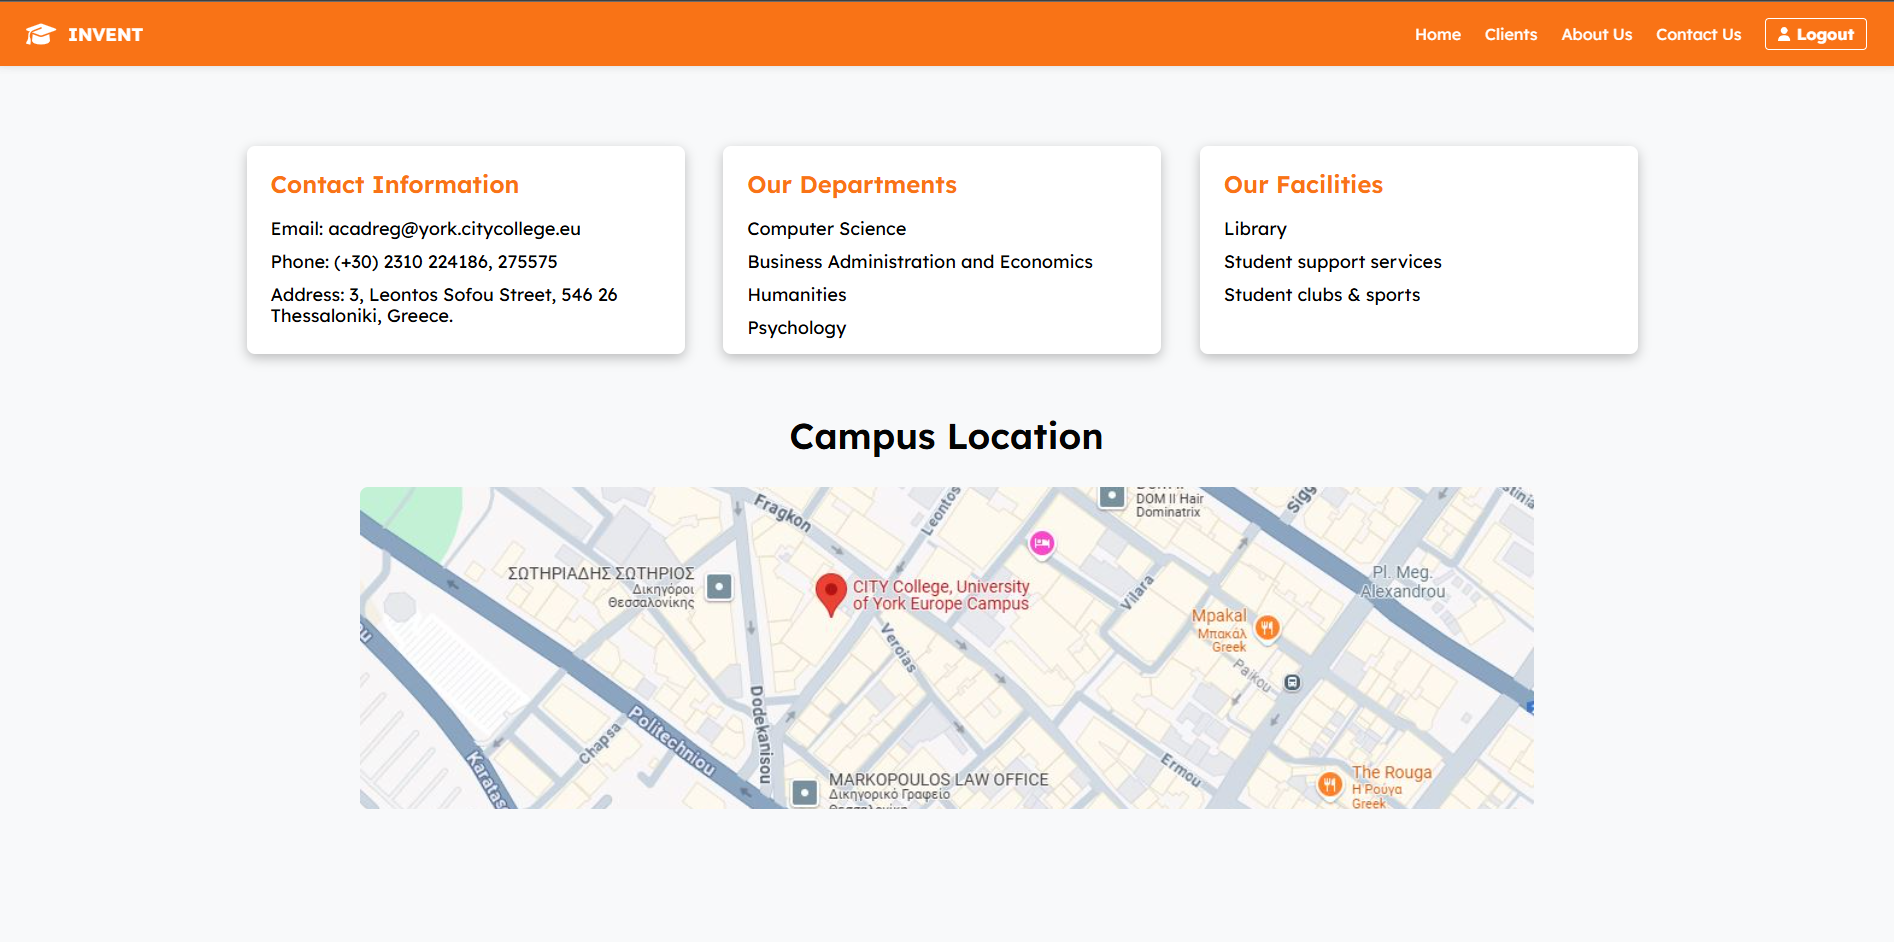 INVENT
Home
Clients
About Us
Contact Us
Logout
Contact Information
Email: acadreg@york.citycollege.eu
Phone: (+30) 2310 224186, 275575
Address: 3, Leontos Sofou Street, 546 26
Thessaloniki, Greece.
Our Departments
Computer Science
Business Administration and Economics
Humanities
Psychology
Our Facilities
Library
Student support services
Student clubs & sports
Campus Location
Fragkon
Leontos
DOM II Hair
Dominatrix
ΣΩΤΗΡΙΑΔΗΣ ΣΩΤΗΡΙΟΣ
Δικηγόροι
Θεσσαλονίκης
CITY College, University
of York Europe Campus
Vilara
Pl. Meg.
Alexandrou
Mpakal
Μπακάλ
Greek
Veroias
Paikou
Dodekanisou
Politechniou
Chapsa
Karatas
Ermou
MARKOPOULOS LAW OFFICE
Δικηγορικό Γραφείο
The Rouga
Η Ρούγα
Greek